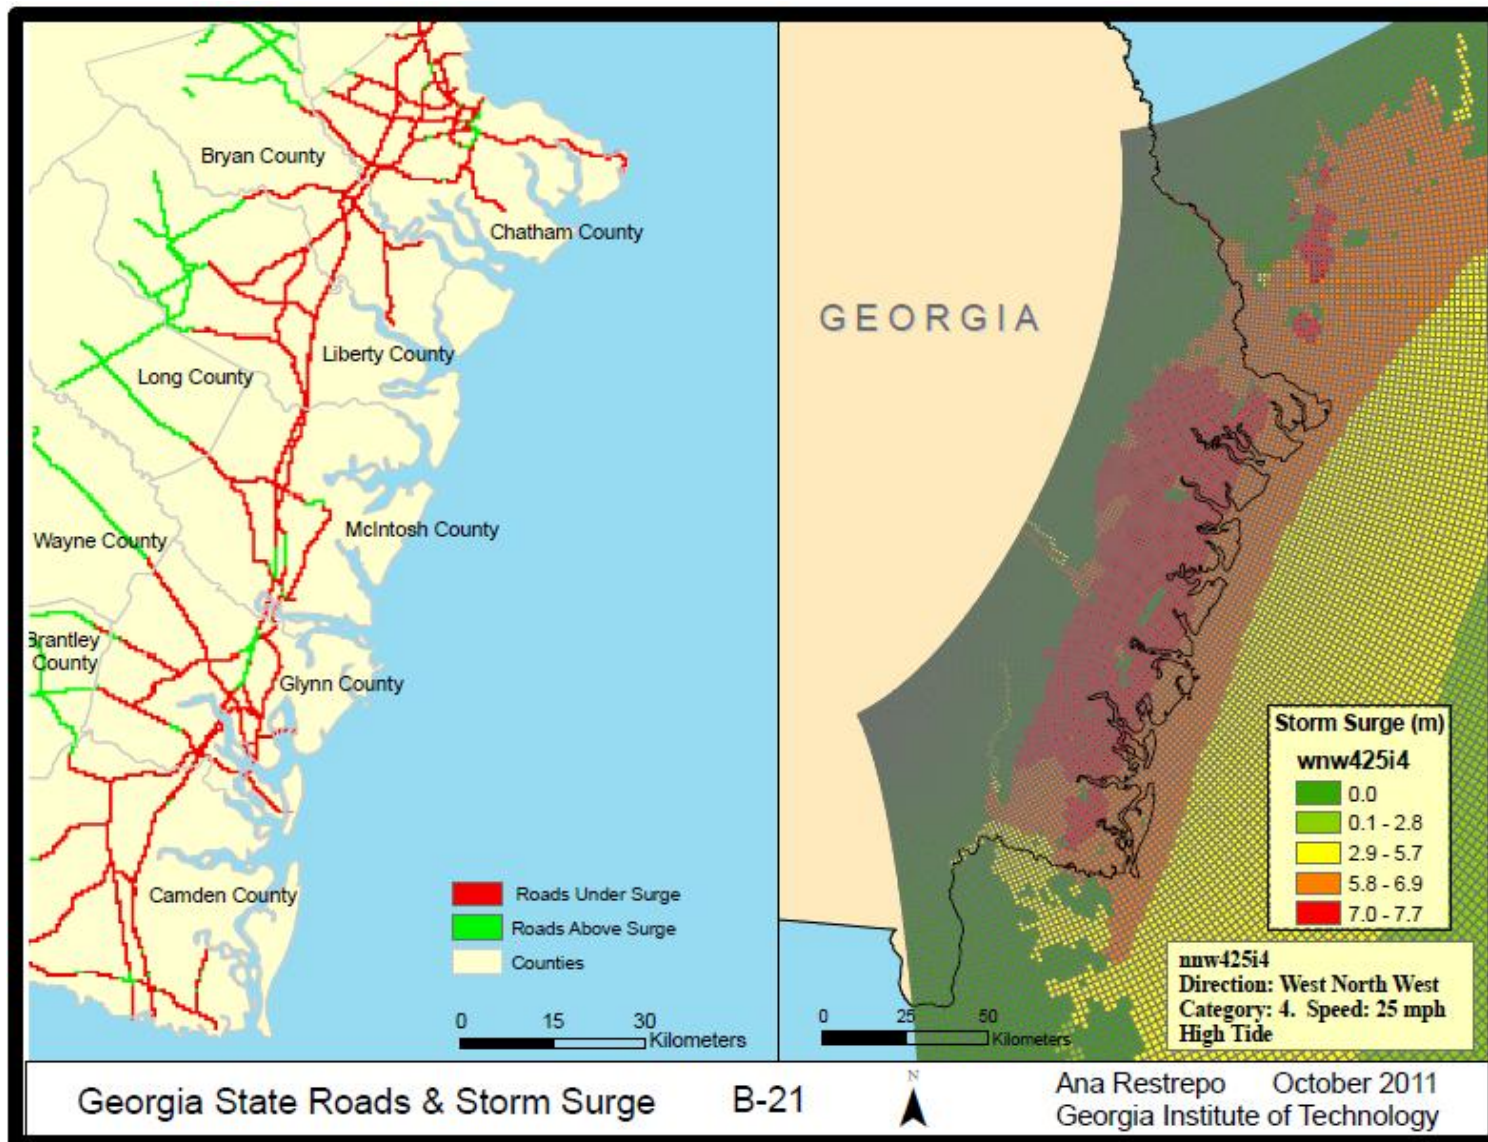 Bryan County
Chatham County
Liberty County
Long County
McIntosh County
Wayne County
Brantley
County
Glynn County
Camden County
Roads Under Surge
Roads Above Surge
Counties
0 15 30
Kilometers
GEORGIA
Storm Surge (m)
wnw425i4
0.0
0.1 - 2.8
2.9 - 5.7
5.8 - 6.9
7.0 - 7.7
nnw425i4
Direction: West North West
Category: 4. Speed: 25 mph
High Tide
0 25 50
Kilometers
Georgia State Roads & Storm Surge
B-21
N
Ana Restrepo October 2011
Georgia Institute of Technology